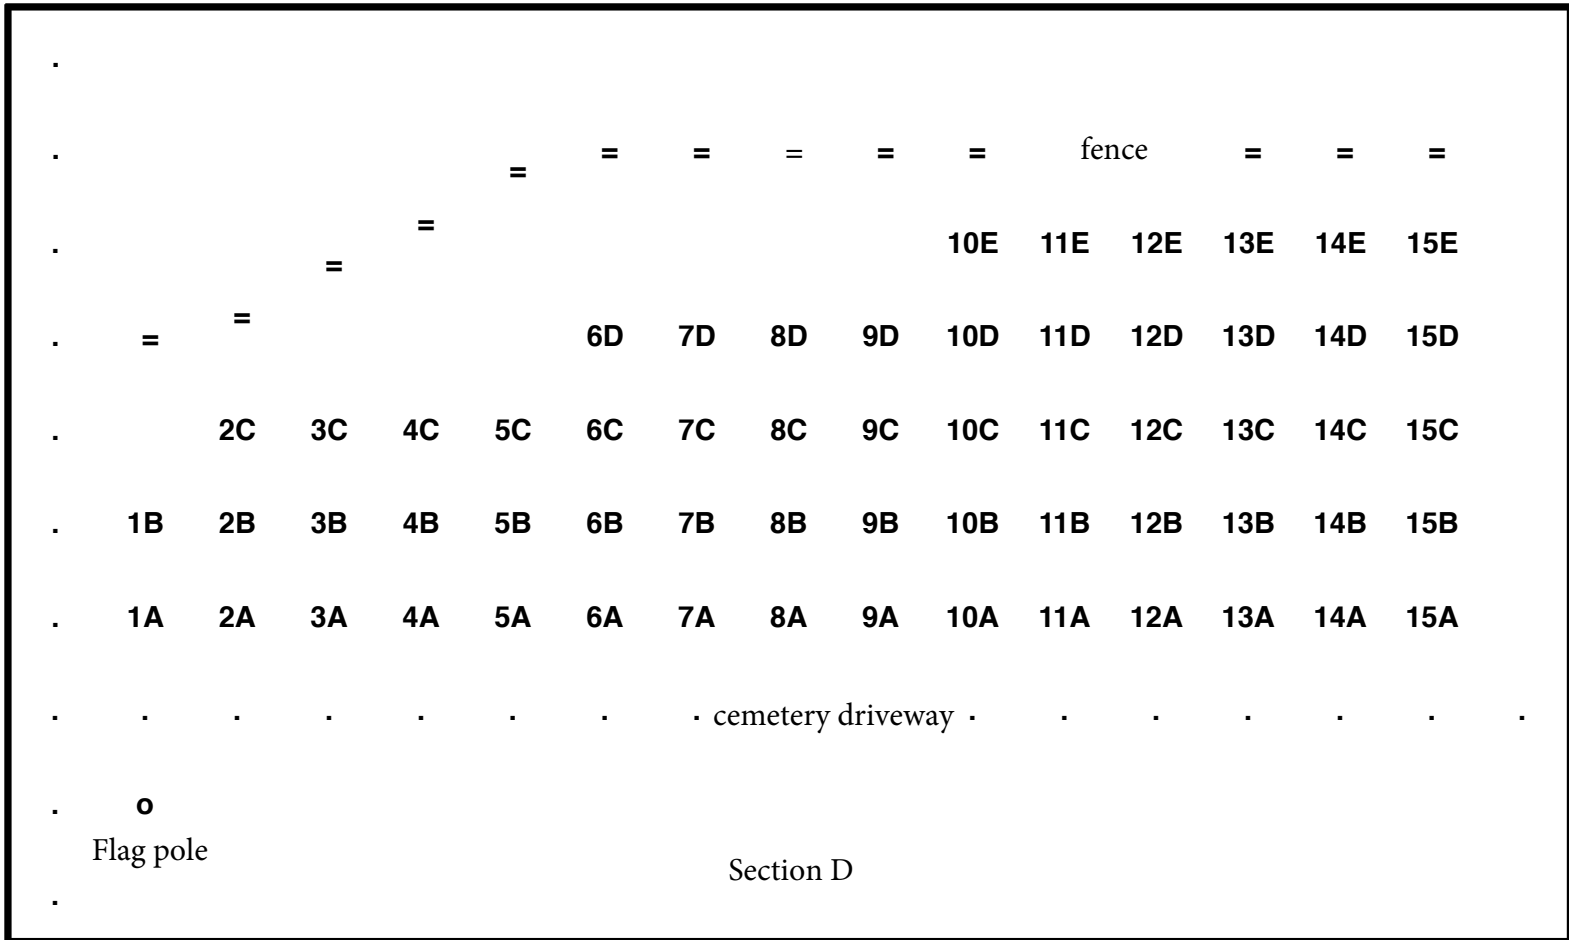 .
. = = = = = = fence = = =
. = 10E 11E 12E 13E 14E 15E
=
. = = 6D 7D 8D 9D 10D 11D 12D 13D 14D 15D
. 2C 3C 4C 5C 6C 7C 8C 9C 10C 11C 12C 13C 14C 15C
. 1B 2B 3B 4B 5B 6B 7B 8B 9B 10B 11B 12B 13B 14B 15B
. 1A 2A 3A 4A 5A 6A 7A 8A 9A 10A 11A 12A 13A 14A 15A
. . . . . . . . cemetery driveway . . . . . . .
. o
Flag pole
Section D
.